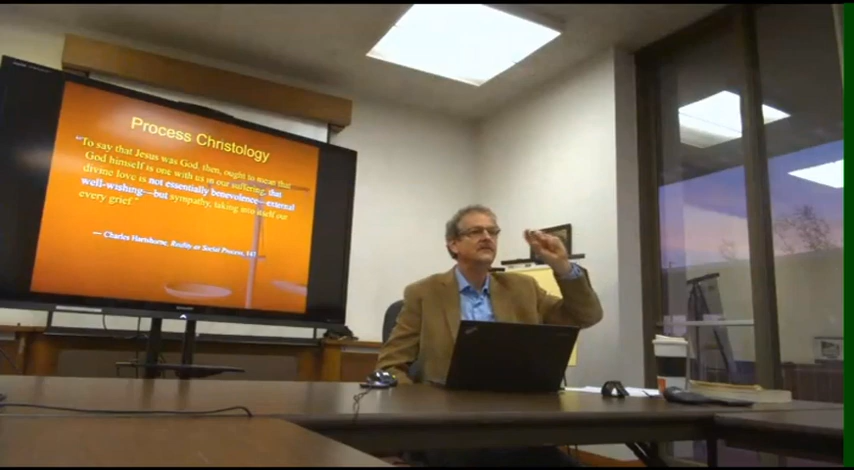 Process Christology
"To say that Jesus was God, then, ought to mean that
God himself is one with us in our suffering, that
divine love is not essentially benevolence—external
well-wishing—but sympathy, taking into itself our
every grief."
— Charles Hartshorne, Reality as Social Process, 147